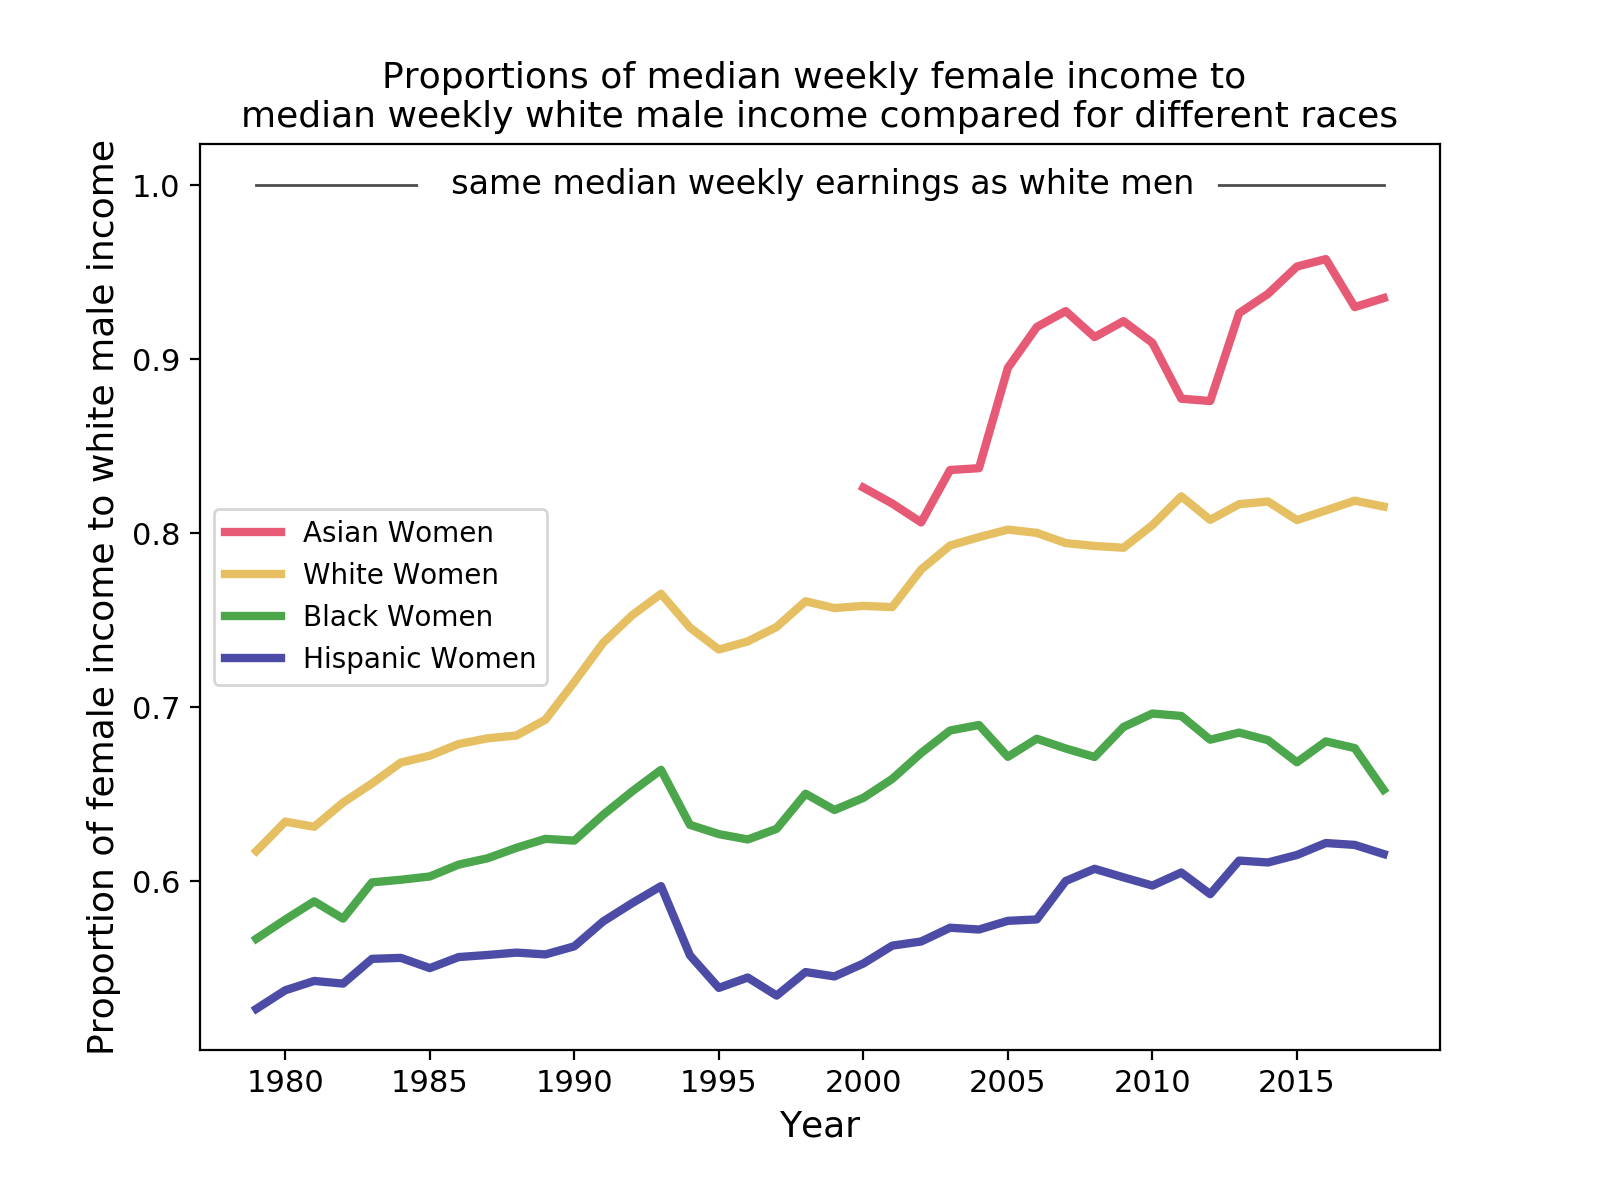 Proportions of median weekly female income to
median weekly white male income compared for different races
Proportion of female income to white male income
1.0
0.9
0.8
0.7
0.6
same median weekly earnings as white men
Asian Women
White Women
Black Women
Hispanic Women
1980 1985 1990 1995 2000 2005 2010 2015
Year